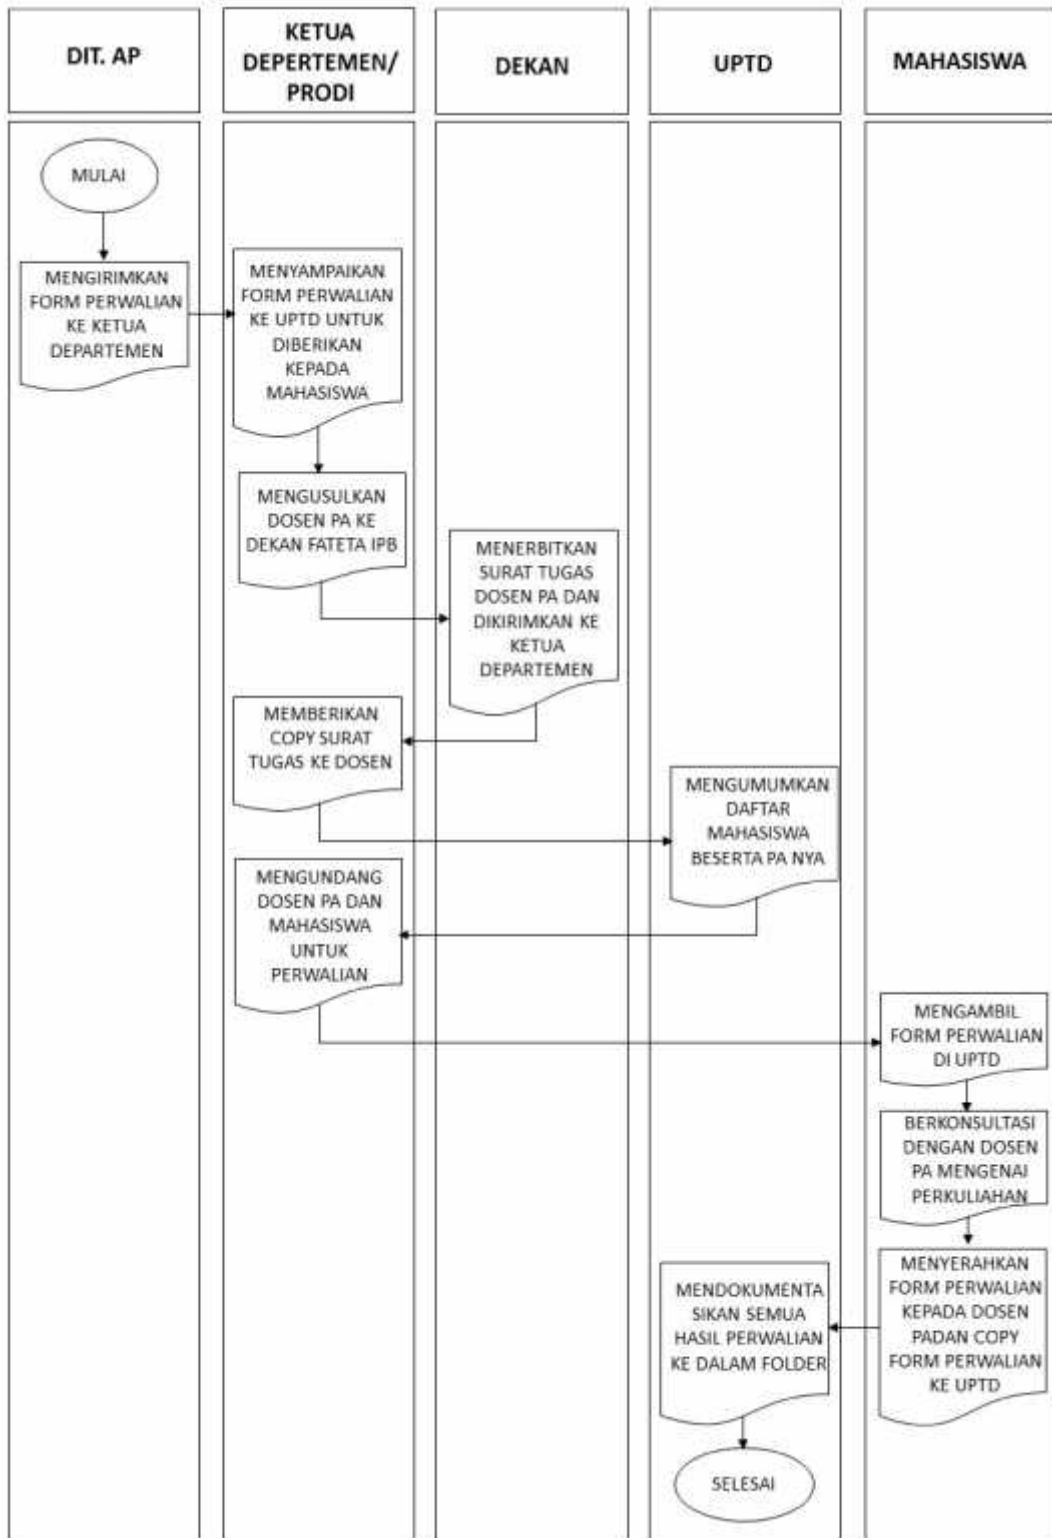 DIT. AP
KETUA
DEPERTEMEN/
PRODI
DEKAN
UPTD
MAHASISWA
MULAI
MENGIRIMKAN
FORM PERWALIAN
KE KETUA
DEPARTEMEN
MENYAMPAIKAN
FORM PERWALIAN
KE UPTD UNTUK
DIBERIKAN
KEPADA
MAHASISWA
MENGUSULKAN
DOSEN PA KE
DEKAN FATETA IPB
MENERBITKAN
SURAT TUGAS
DOSEN PA DAN
DIKIRIMKAN KE
KETUA
DEPARTEMEN
MEMBERIKAN
COPY SURAT
TUGAS KE DOSEN
MENGUMUMKAN
DAFTAR
MAHASISWA
BESERTA PA NYA
MENGUNDANG
DOSEN PA DAN
MAHASISWA
UNTUK
PERWALIAN
MENGAMBIL
FORM PERWALIAN
DI UPTD
BERKONSULTASI
DENGAN DOSEN
PA MENGENAI
PERKULIAHAN
MENYERAHKAN
FORM PERWALIAN
KEPADA DOSEN
PADAN COPY
FORM PERWALIAN
KE UPTD
MENDOKUMENTA
SIKAN SEMUA
HASIL PERWALIAN
KE DALAM FOLDER
SELESAI